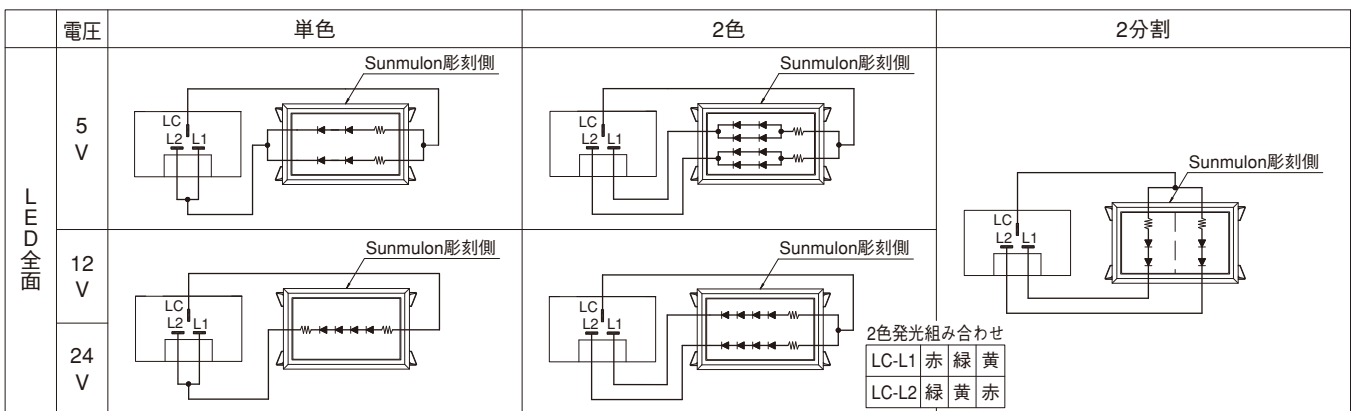 電圧 単色 2色 2分割
LED全面
5V
Sunmulon彫刻側
LC
L2 L1
Sunmulon彫刻側
LC
L2 L1
Sunmulon彫刻側
LC
L2 L1
12V
24V
Sunmulon彫刻側
LC
L2 L1
Sunmulon彫刻側
LC
L2 L1
2色発光組み合わせ
LC-L1 赤 緑 黄
LC-L2 緑 黄 赤